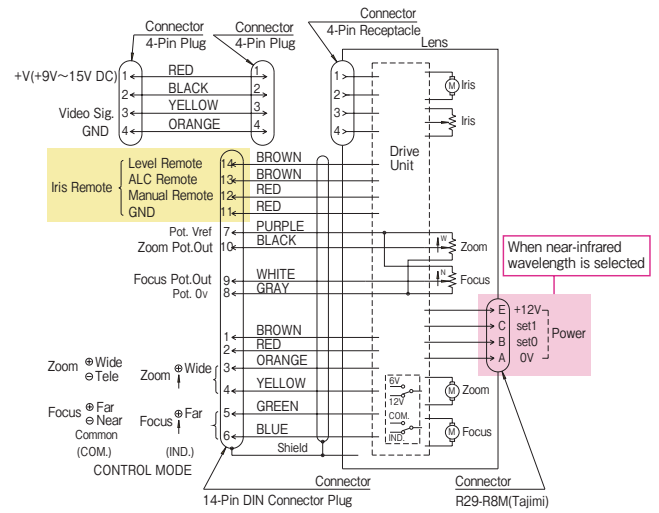 Connector
4-Pin Plug
Connector
4-Pin Plug
Connector
4-Pin Receptacle
Lens
+V(+9V～15V DC) 1 RED 1 1
2 BLACK 2 2
Video Sig. 3 YELLOW 3 3
GND 4 ORANGE 4 4
M Iris
Iris
Drive
Unit
Iris Remote
Level Remote 14 BROWN
ALC Remote 13 BROWN
Manual Remote 12 RED
GND 11 RED
Pot. Vref 7 PURPLE
Zoom Pot.Out 10 BLACK
W Zoom
Focus Pot.Out 9 WHITE
Pot. 0v 8 GRAY
N Focus
When near-infrared
wavelength is selected
E +12V
C set1
B set0
A 0V
Power
1 BROWN
2 RED
Zoom ⊕Wide
⊖Tele
Zoom ⊕Wide
3 ORANGE
4 YELLOW
Focus ⊕Far
⊖Near
Common
(COM.)
Focus ⊕Far
(IND.)
5 GREEN
6 BLUE
Shield
CONTROL MODE
6V
12V
COM.
IND.
M Zoom
M Focus
Connector
14-Pin DIN Connector Plug
Connector
R29-R8M(Tajimi)